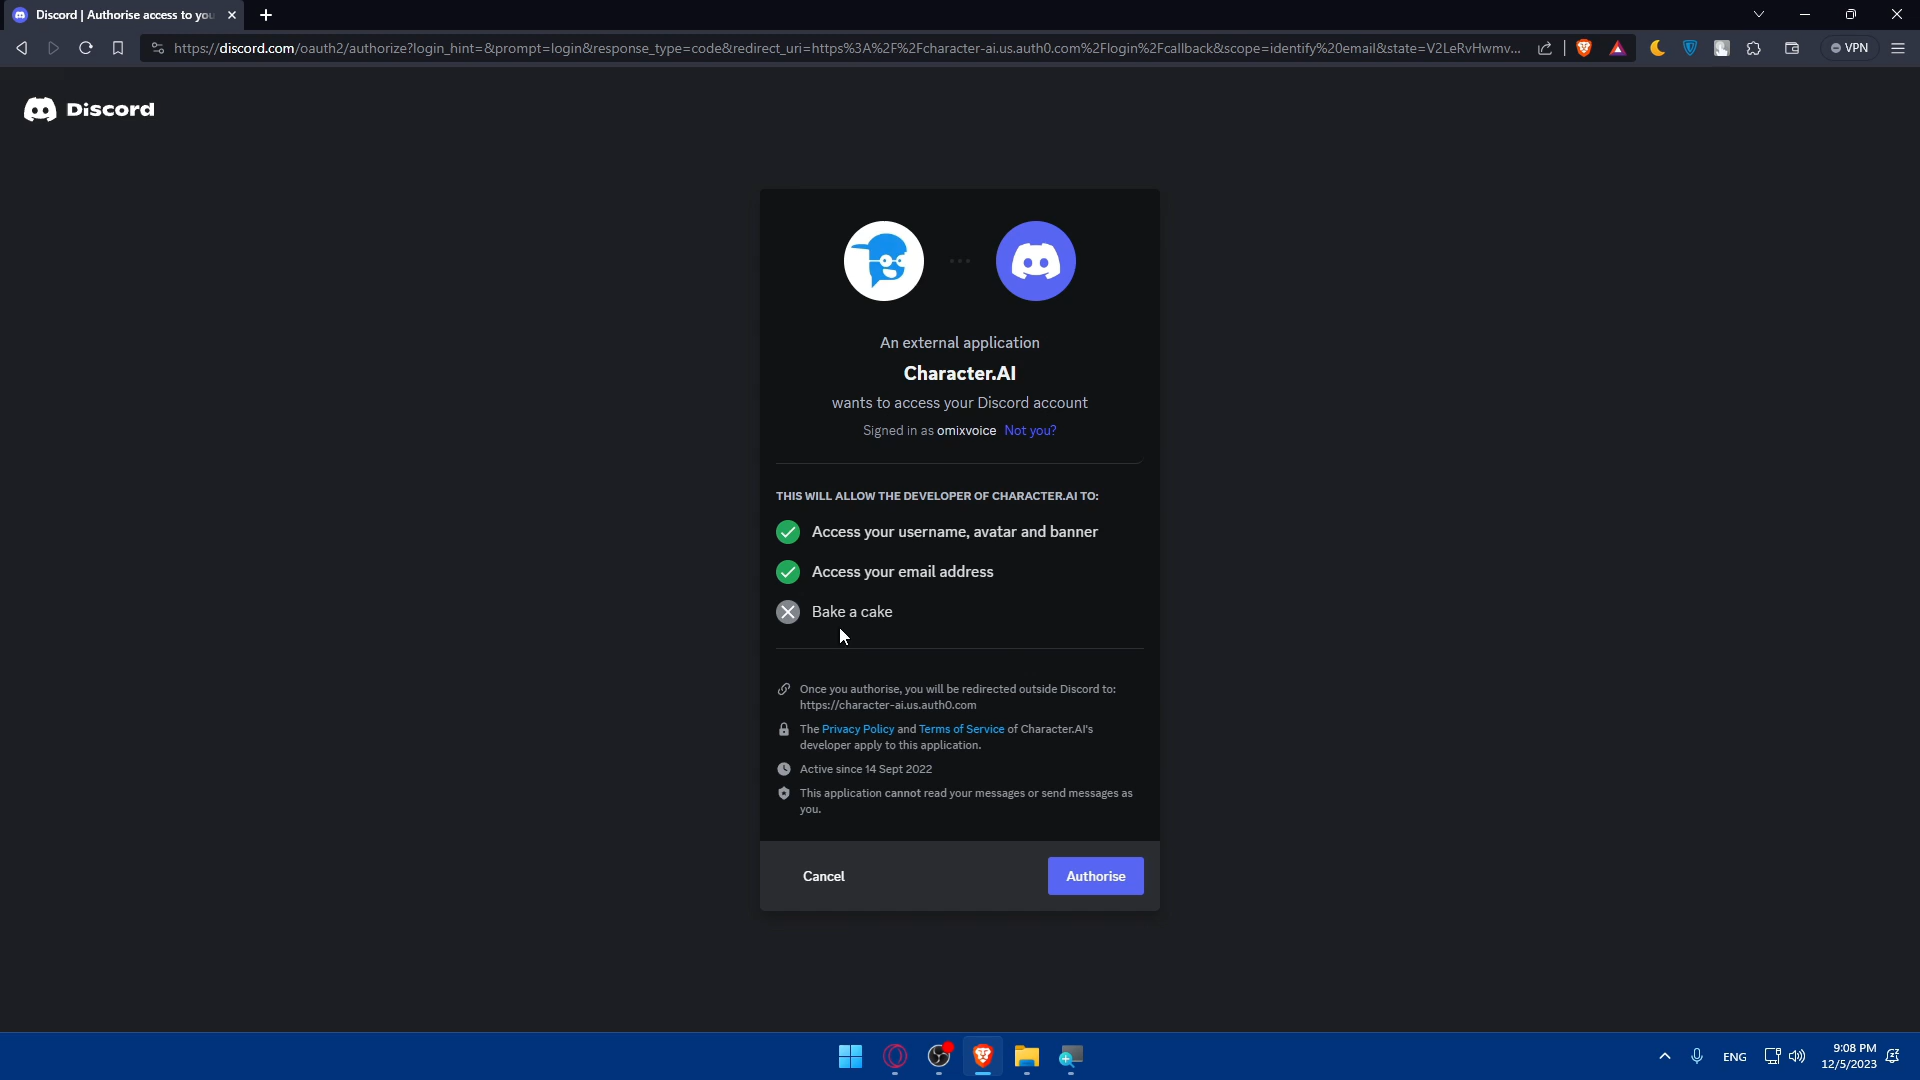 Discord | Authorise access to you
https://discord.com/oauth2/authorize?login_hint=&prompt=login&response_type=code&redirect_uri=https%3A%2F%2Fcharacter-ai.us.auth0.com%2Flogin%2Fcallback&scope=identify%20email&state=V2LeRvHwmv...
VPN
Discord
An external application
Character.AI
wants to access your Discord account
Signed in as omixvoice Not you?
THIS WILL ALLOW THE DEVELOPER OF CHARACTER.AI TO:
Access your username, avatar and banner
Access your email address
Bake a cake
Once you authorise, you will be redirected outside Discord to:
https://character-ai.us.auth0.com
The Privacy Policy and Terms of Service of Character.AI's
developer apply to this application.
Active since 14 Sept 2022
This application cannot read your messages or send messages as
you.
Cancel
Authorise
ENG
9:08 PM
12/5/2023